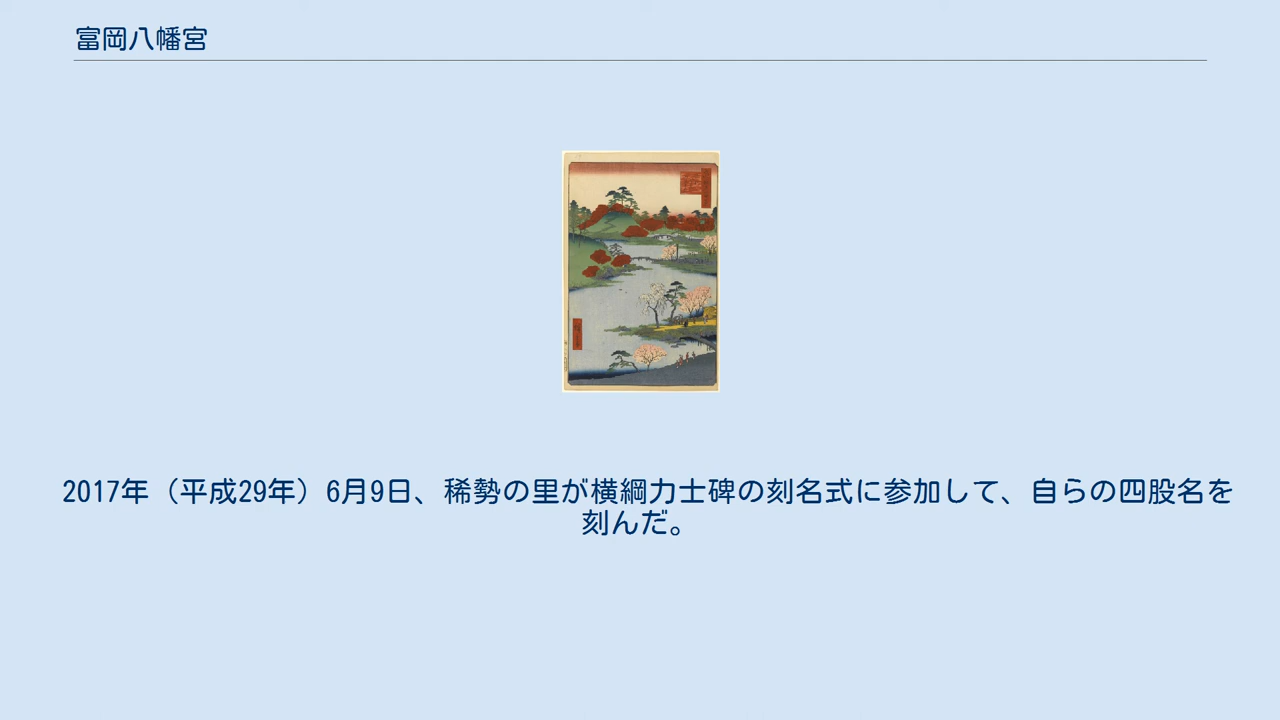 富岡八幡宮
2017年（平成29年）6月9日、稀勢の里が横綱力士碑の刻名式に参加して、自らの四股名を
刻んだ。